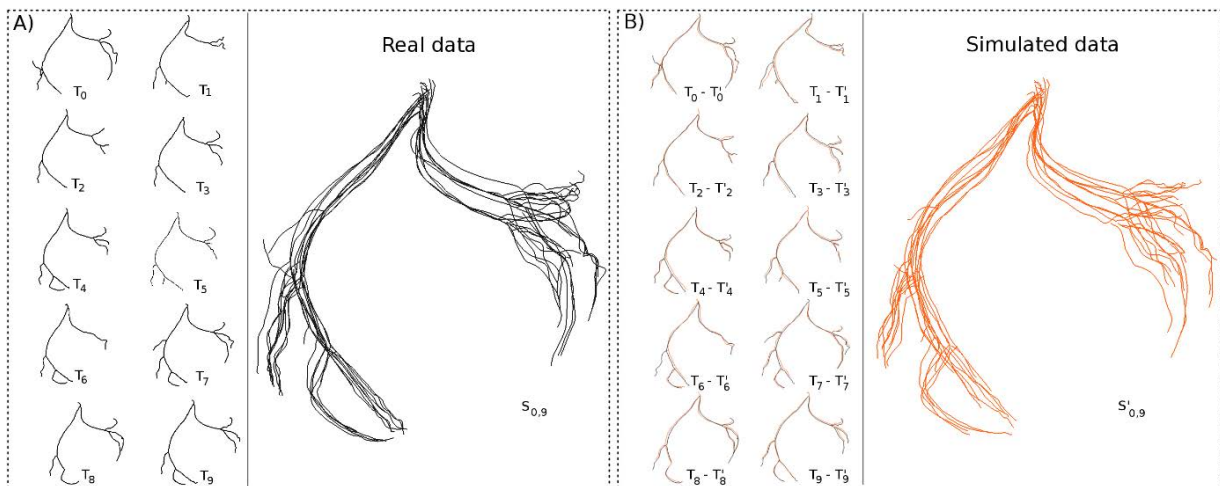 A)
Real data
T0
T1
T2
T3
T4
T5
T6
T7
T8
T9
S0,9
B)
Simulated data
T0 - T'0
T1 - T'1
T2 - T'2
T3 - T'3
T4 - T'4
T5 - T'5
T6 - T'6
T7 - T'7
T8 - T'8
T9 - T'9
S'0,9